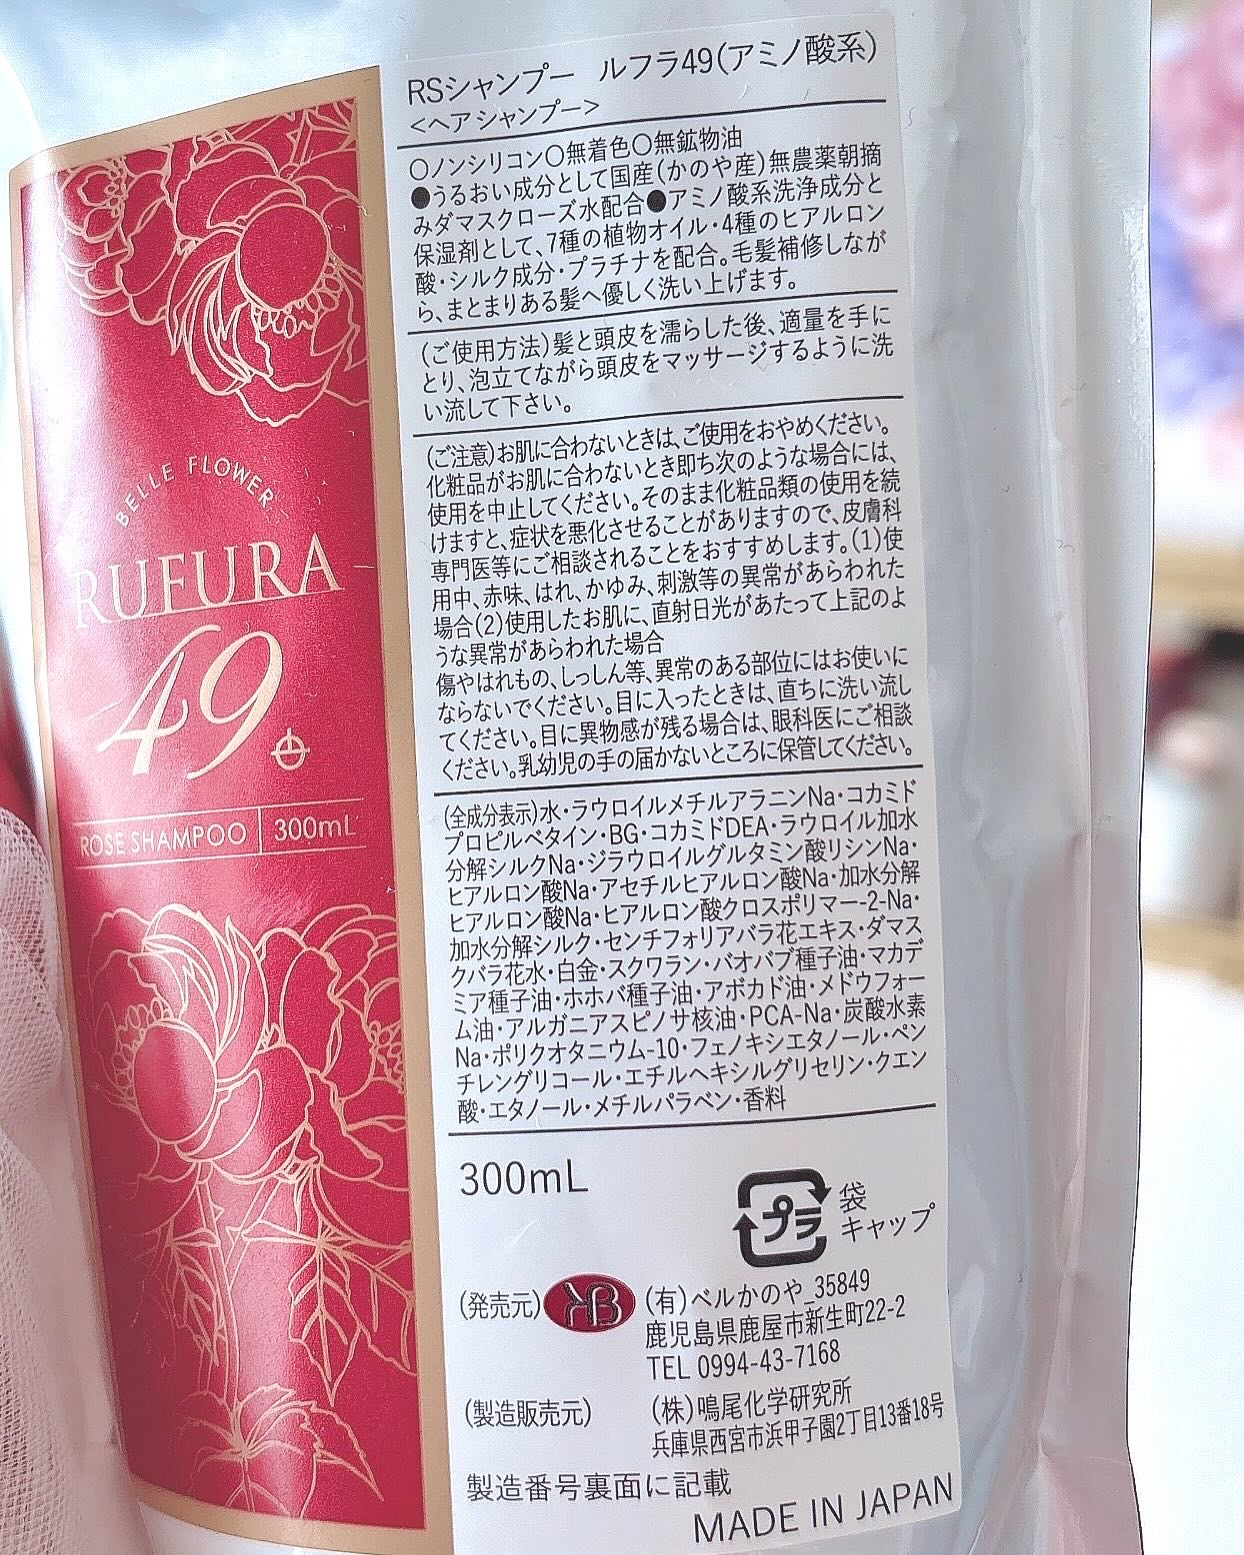 BELLE FLOWER
RUFURA
49
ROSE SHAMPOO 300mL
RSシャンプー ルフラ49(アミノ酸系)
<ヘアシャンプー>
○ノンシリコン○無着色○無鉱物油
●うるおい成分として国産(かのや産)無農薬朝摘
みダマスクローズ水配合●アミノ酸系洗浄成分と
保湿剤として、7種の植物オイル・4種のヒアルロン
酸・シルク成分・プラチナを配合。毛髪補修しなが
ら、まとまりある髪へ優しく洗い上げます。
(ご使用方法)髪と頭皮を濡らした後、適量を手に
とり、泡立てながら頭皮をマッサージするように洗
い流して下さい。
(ご注意)お肌に合わないときは、ご使用をおやめください。
化粧品がお肌に合わないとき即ち次のような場合には、
使用を中止してください。そのまま化粧品類の使用を続
けますと、症状を悪化させることがありますので、皮膚科
専門医等にご相談されることをおすすめします。(1)使
用中、赤味、はれ、かゆみ、刺激等の異常があらわれた
場合(2)使用したお肌に、直射日光があたって上記のよ
うな異常があらわれた場合
傷やはれもの、しっしん等、異常のある部位にはお使いに
ならないでください。目に入ったときは、直ちに洗い流し
てください。目に異物感が残る場合は、眼科医にご相談
ください。乳幼児の手の届かないところに保管してください。
(全成分表示)水・ラウロイルメチルアラニンNa・コカミド
プロピルベタイン・BG・コカミドDEA・ラウロイル加水
分解シルクNa・ジラウロイルグルタミン酸リシンNa・
ヒアルロン酸Na・アセチルヒアルロン酸Na・加水分解
ヒアルロン酸Na・ヒアルロン酸クロスポリマー-2-Na・
加水分解シルク・センチフォリアバラ花エキス・ダマス
クバラ花水・白金・スクワラン・バオバブ種子油・マカデ
ミア種子油・ホホバ種子油・アボカド油・メドウフォー
ム油・アルガニアスピノサ核油・PCA-Na・炭酸水素
Na・ポリクオタニウム-10・フェノキシエタノール・ペン
チレングリコール・エチルヘキシルグリセリン・クエン
酸・エタノール・メチルパラベン・香料
300mL
プラ
袋
キャップ
(発売元) (有)ベルかのや 35849
鹿児島県鹿屋市新生町22-2
TEL 0994-43-7168
(製造販売元) (株)鳴尾化学研究所
兵庫県西宮市浜甲子園2丁目13番18号
製造番号裏面に記載
MADE IN JAPAN